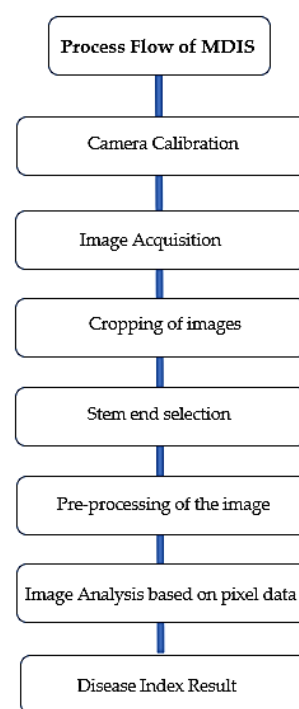 Process Flow of MDIS
Camera Calibration
Image Acquisition
Cropping of images
Stem end selection
Pre-processing of the image
Image Analysis based on pixel data
Disease Index Result